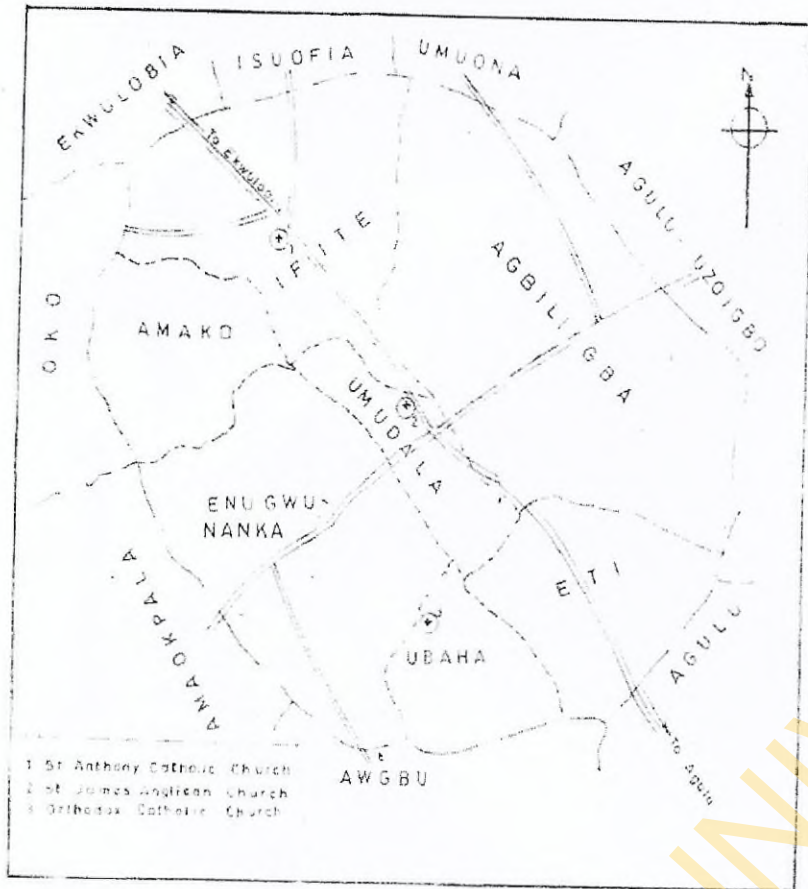 EKWULOBIA
ISUOFIA
UMUONA
N
To Ekwulobia
AGULU-UZOIGBO
IFITE
AGBILIGBA
OKO
AMAKO
UMUDALA
ENUGWU-
NANKA
ETI
AMAOKPALA
UBAHA
AGULU
To Agulu
AWGBU
1 St Anthony Catholic Church
2 St James Anglican Church
3 Orthodox Catholic Church